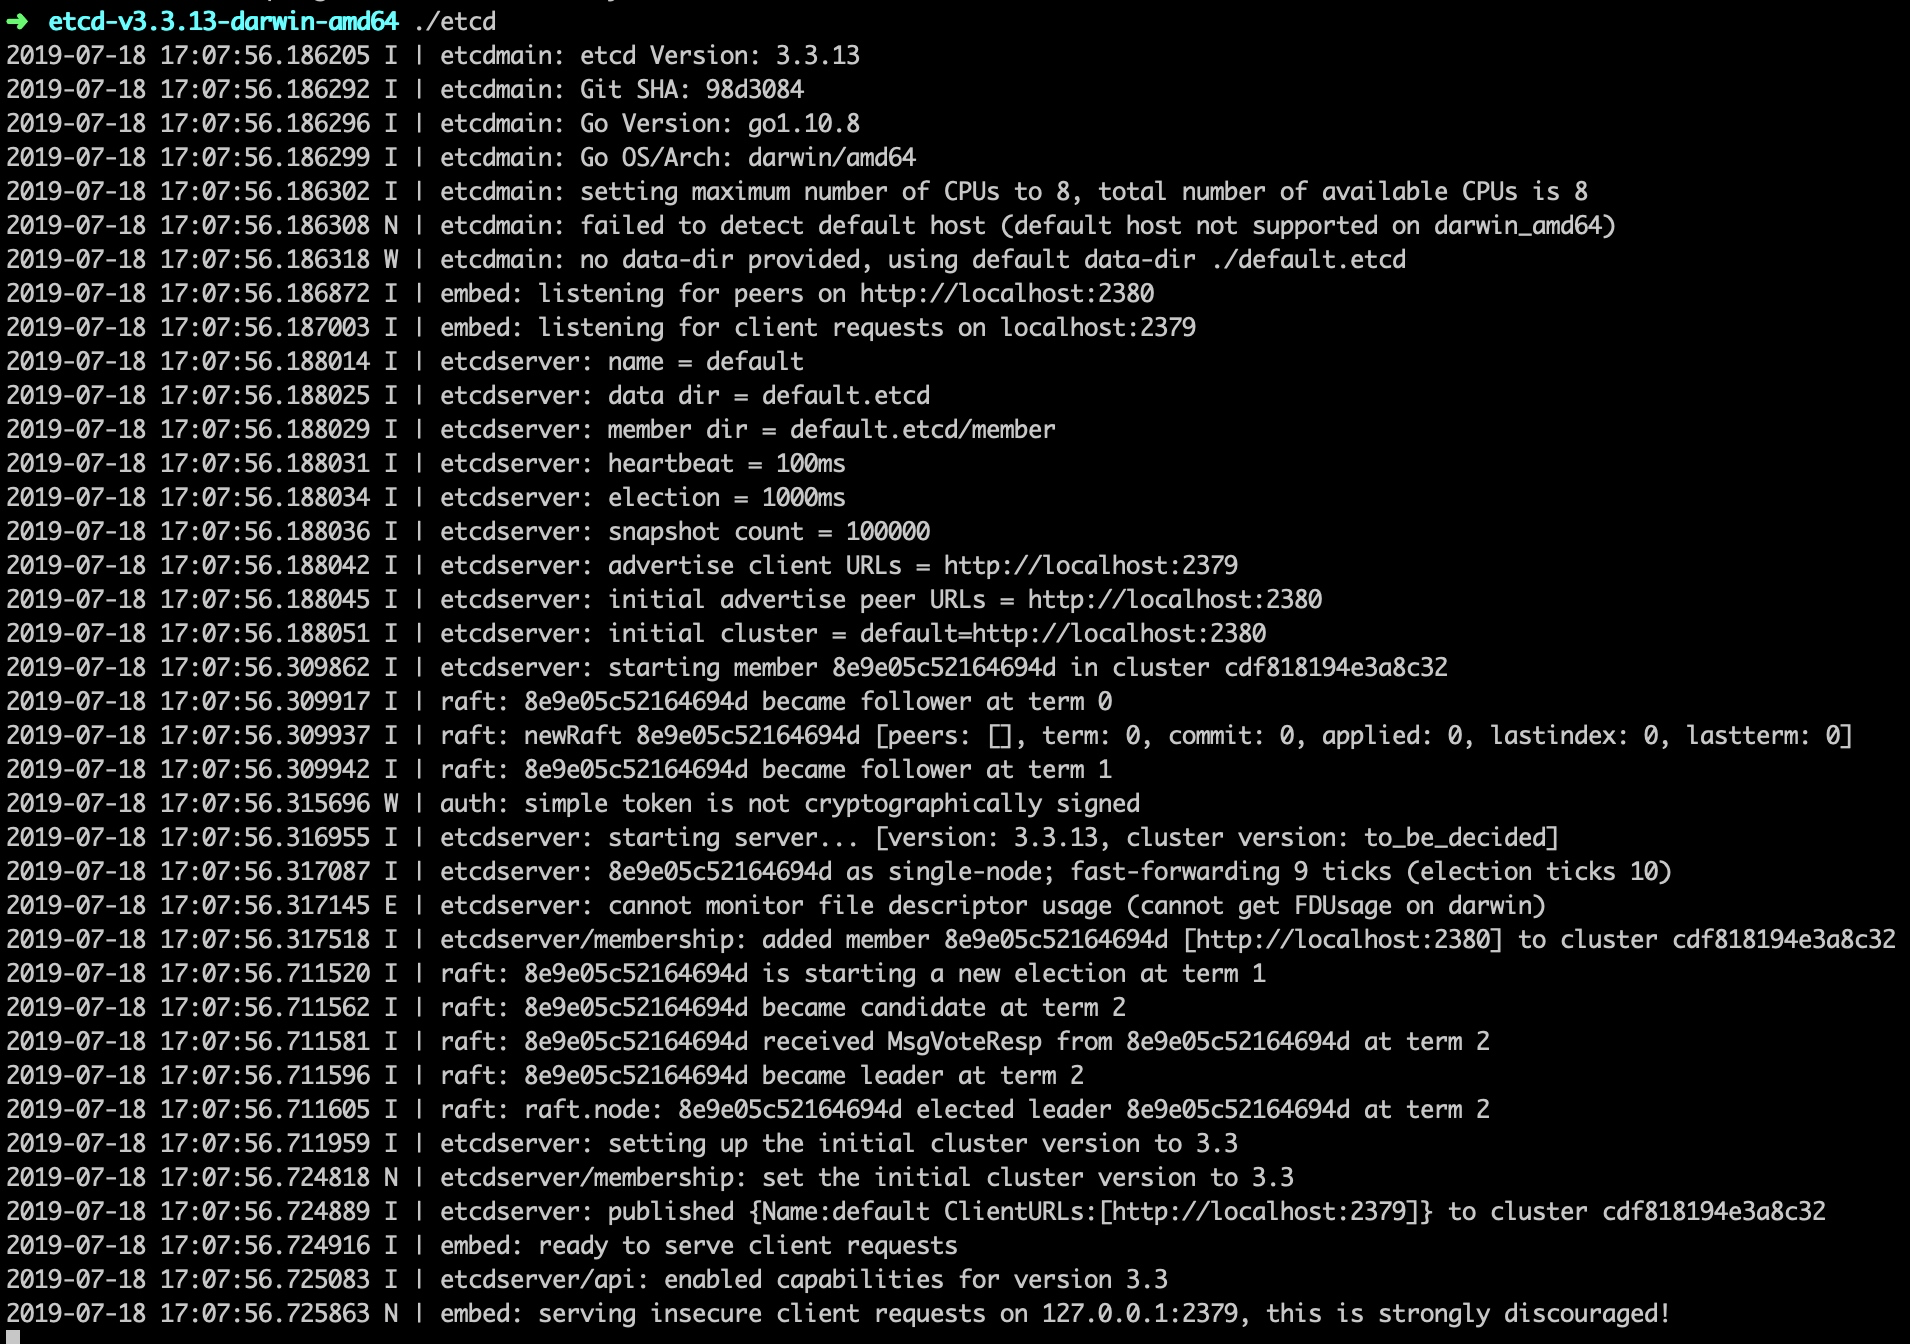 ➜ etcd-v3.3.13-darwin-amd64 ./etcd
2019-07-18 17:07:56.186205 I | etcdmain: etcd Version: 3.3.13
2019-07-18 17:07:56.186292 I | etcdmain: Git SHA: 98d3084
2019-07-18 17:07:56.186296 I | etcdmain: Go Version: go1.10.8
2019-07-18 17:07:56.186299 I | etcdmain: Go OS/Arch: darwin/amd64
2019-07-18 17:07:56.186302 I | etcdmain: setting maximum number of CPUs to 8, total number of available CPUs is 8
2019-07-18 17:07:56.186308 N | etcdmain: failed to detect default host (default host not supported on darwin_amd64)
2019-07-18 17:07:56.186318 W | etcdmain: no data-dir provided, using default data-dir ./default.etcd
2019-07-18 17:07:56.186872 I | embed: listening for peers on http://localhost:2380
2019-07-18 17:07:56.187003 I | embed: listening for client requests on localhost:2379
2019-07-18 17:07:56.188014 I | etcdserver: name = default
2019-07-18 17:07:56.188025 I | etcdserver: data dir = default.etcd
2019-07-18 17:07:56.188029 I | etcdserver: member dir = default.etcd/member
2019-07-18 17:07:56.188031 I | etcdserver: heartbeat = 100ms
2019-07-18 17:07:56.188034 I | etcdserver: election = 1000ms
2019-07-18 17:07:56.188036 I | etcdserver: snapshot count = 100000
2019-07-18 17:07:56.188042 I | etcdserver: advertise client URLs = http://localhost:2379
2019-07-18 17:07:56.188045 I | etcdserver: initial advertise peer URLs = http://localhost:2380
2019-07-18 17:07:56.188051 I | etcdserver: initial cluster = default=http://localhost:2380
2019-07-18 17:07:56.309862 I | etcdserver: starting member 8e9e05c52164694d in cluster cdf818194e3a8c32
2019-07-18 17:07:56.309917 I | raft: 8e9e05c52164694d became follower at term 0
2019-07-18 17:07:56.309937 I | raft: newRaft 8e9e05c52164694d [peers: [], term: 0, commit: 0, applied: 0, lastindex: 0, lastterm: 0]
2019-07-18 17:07:56.309942 I | raft: 8e9e05c52164694d became follower at term 1
2019-07-18 17:07:56.315696 W | auth: simple token is not cryptographically signed
2019-07-18 17:07:56.316955 I | etcdserver: starting server... [version: 3.3.13, cluster version: to_be_decided]
2019-07-18 17:07:56.317087 I | etcdserver: 8e9e05c52164694d as single-node; fast-forwarding 9 ticks (election ticks 10)
2019-07-18 17:07:56.317145 E | etcdserver: cannot monitor file descriptor usage (cannot get FDUsage on darwin)
2019-07-18 17:07:56.317518 I | etcdserver/membership: added member 8e9e05c52164694d [http://localhost:2380] to cluster cdf818194e3a8c32
2019-07-18 17:07:56.711520 I | raft: 8e9e05c52164694d is starting a new election at term 1
2019-07-18 17:07:56.711562 I | raft: 8e9e05c52164694d became candidate at term 2
2019-07-18 17:07:56.711581 I | raft: 8e9e05c52164694d received MsgVoteResp from 8e9e05c52164694d at term 2
2019-07-18 17:07:56.711596 I | raft: 8e9e05c52164694d became leader at term 2
2019-07-18 17:07:56.711605 I | raft: raft.node: 8e9e05c52164694d elected leader 8e9e05c52164694d at term 2
2019-07-18 17:07:56.711959 I | etcdserver: setting up the initial cluster version to 3.3
2019-07-18 17:07:56.724818 N | etcdserver/membership: set the initial cluster version to 3.3
2019-07-18 17:07:56.724889 I | etcdserver: published {Name:default ClientURLs:[http://localhost:2379]} to cluster cdf818194e3a8c32
2019-07-18 17:07:56.724916 I | embed: ready to serve client requests
2019-07-18 17:07:56.725083 I | etcdserver/api: enabled capabilities for version 3.3
2019-07-18 17:07:56.725863 N | embed: serving insecure client requests on 127.0.0.1:2379, this is strongly discouraged!